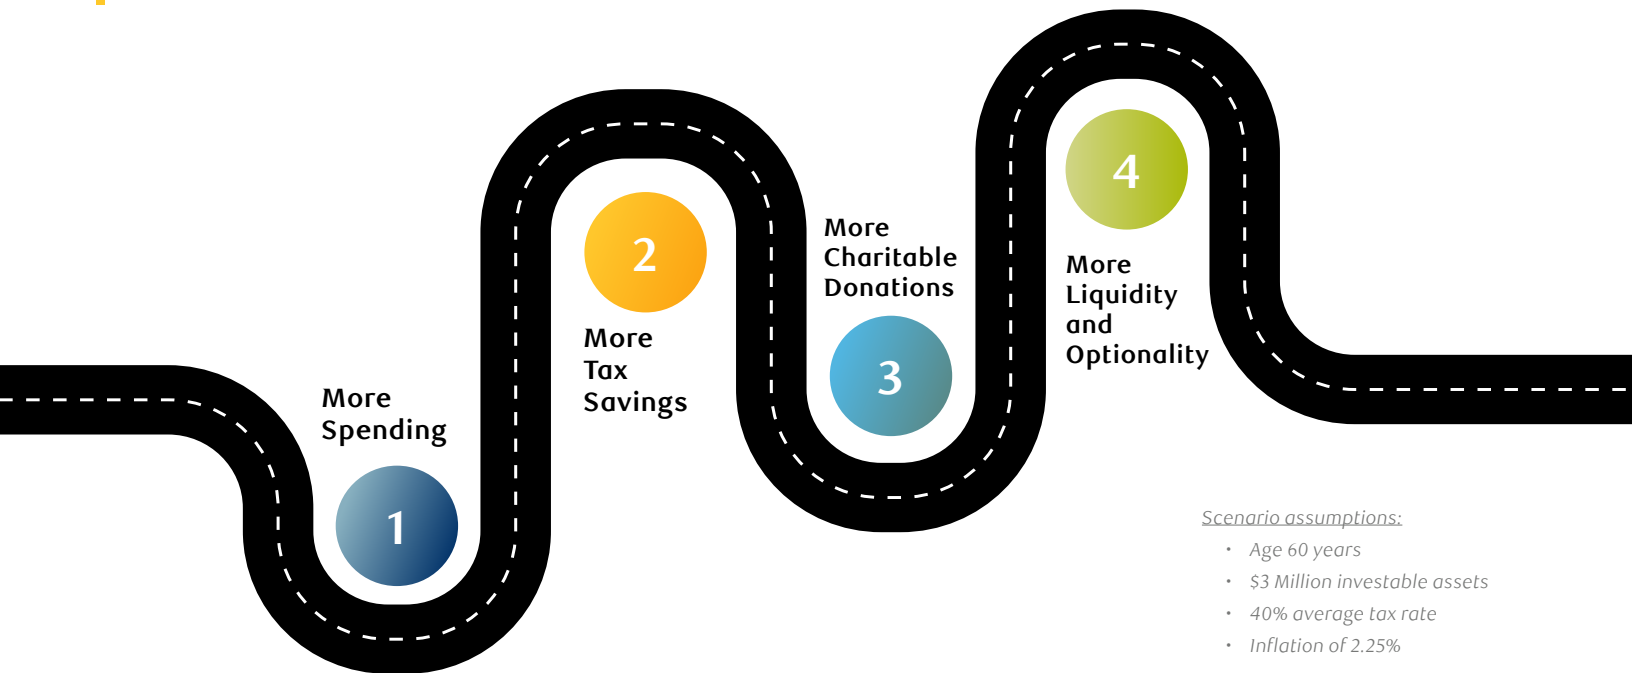 More
Spending
1
2
More
Tax
Savings
More
Charitable
Donations
3
4
More
Liquidity
and
Optionality
Scenario assumptions:
• Age 60 years
• $3 Million investable assets
• 40% average tax rate
• Inflation of 2.25%